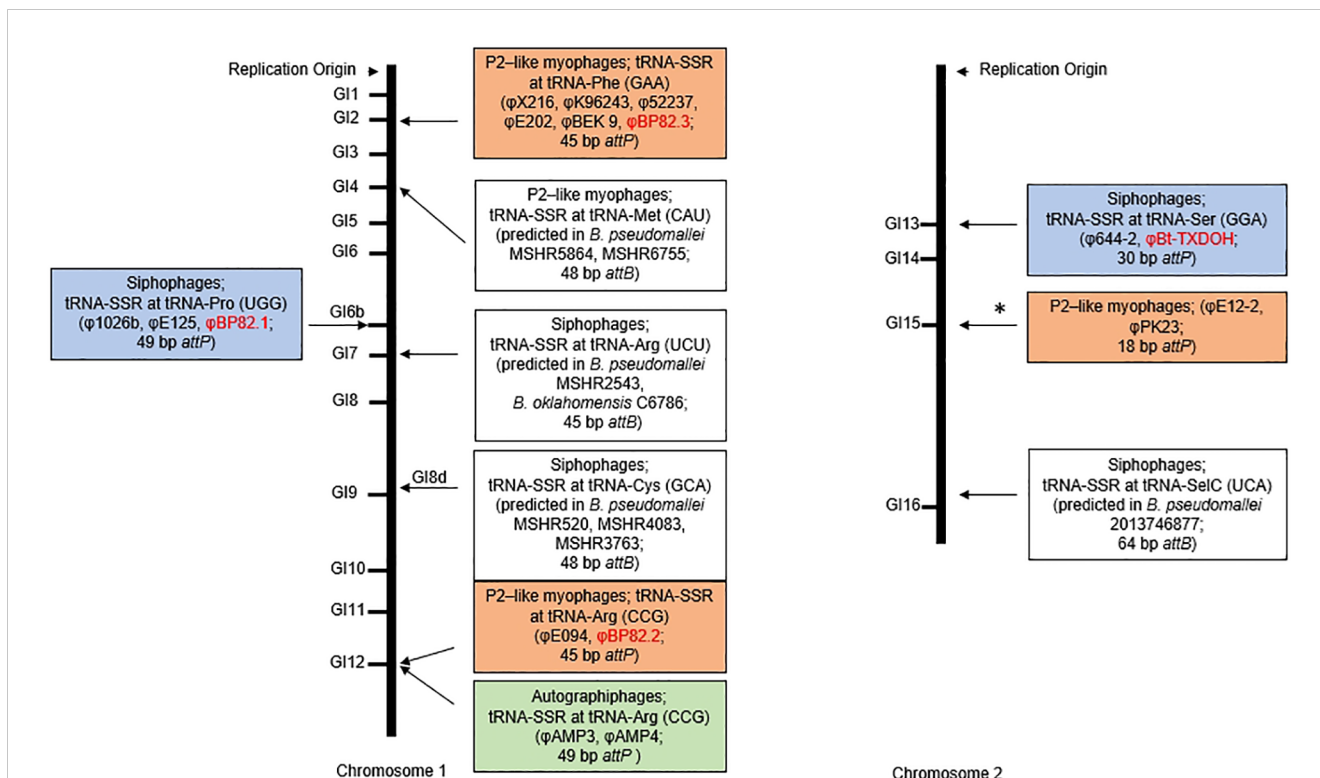 Replication Origin
GI1
GI2
GI3
GI4
GI5
GI6
GI6b
GI7
GI8
GI8d
GI9
GI10
GI11
GI12
P2–like myophages; tRNA-SSR
at tRNA-Phe (GAA)
(φX216, φK96243, φ52237,
φE202, φBEK 9, φBP82.3;
45 bp attP)
P2–like myophages;
tRNA-SSR at tRNA-Met (CAU)
(predicted in B. pseudomallei
MSHR5864, MSHR6755;
48 bp attB)
Siphophages;
tRNA-SSR at tRNA-Pro (UGG)
(φ1026b, φE125, φBP82.1;
49 bp attP)
Siphophages;
tRNA-SSR at tRNA-Arg (UCU)
(predicted in B. pseudomallei
MSHR2543,
B. oklahomensis C6786;
45 bp attB)
Siphophages;
tRNA-SSR at tRNA-Cys (GCA)
(predicted in B. pseudomallei
MSHR520, MSHR4083,
MSHR3763;
48 bp attB)
P2–like myophages; tRNA-SSR
at tRNA-Arg (CCG)
(φE094, φBP82.2;
45 bp attP)
Autographiphages;
tRNA-SSR at tRNA-Arg (CCG)
(φAMP3, φAMP4;
49 bp attP )
Chromosome 1
Replication Origin
GI13
GI14
GI15
GI16
Siphophages;
tRNA-SSR at tRNA-Ser (GGA)
(φ644-2, φBt-TXDOH;
30 bp attP)
*
P2–like myophages; (φE12-2,
φPK23;
18 bp attP)
Siphophages;
tRNA-SSR at tRNA-SelC (UCA)
(predicted in B. pseudomallei
2013746877;
64 bp attB)
Chromosome 2